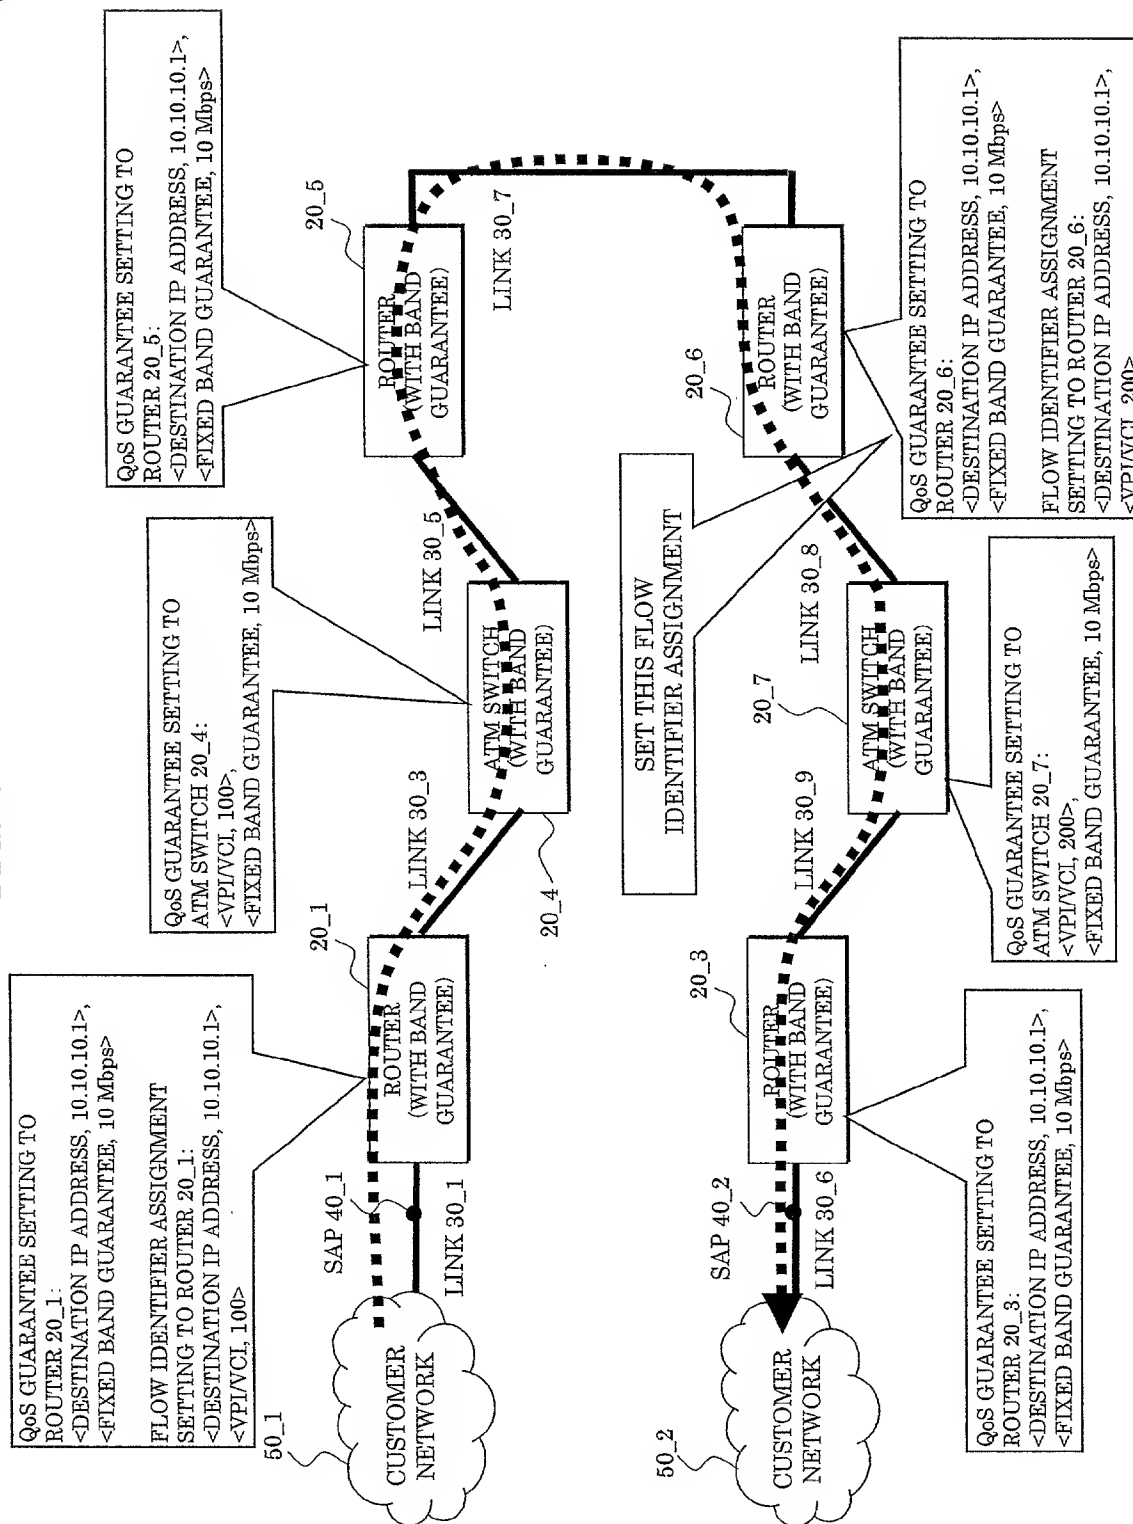 QoS GUARANTEE SETTING TO
ROUTER 20_1:
<DESTINATION IP ADDRESS, 10.10.10.1>,
<FIXED BAND GUARANTEE, 10 Mbps>
FLOW IDENTIFIER ASSIGNMENT
SETTING TO ROUTER 20_1:
<DESTINATION IP ADDRESS, 10.10.10.1>,
<VPI/VCI, 100>
QoS GUARANTEE SETTING TO
ATM SWITCH 20_4:
<VPI/VCI, 100>,
<FIXED BAND GUARANTEE, 10 Mbps>
QoS GUARANTEE SETTING TO
ROUTER 20_5:
<DESTINATION IP ADDRESS, 10.10.10.1>,
<FIXED BAND GUARANTEE, 10 Mbps>
50_1
CUSTOMER
NETWORK
SAP 40_1
LINK 30_1
20_1
ROUTER
(WITH BAND
GUARANTEE)
LINK 30_3
20_4
ATM SWITCH
(WITH BAND
GUARANTEE)
LINK 30_5
20_5
ROUTER
(WITH BAND
GUARANTEE)
LINK 30_7
SET THIS FLOW
IDENTIFIER ASSIGNMENT
50_2
CUSTOMER
NETWORK
SAP 40_2
LINK 30_6
20_3
ROUTER
(WITH BAND
GUARANTEE)
LINK 30_9
20_7
ATM SWITCH
(WITH BAND
GUARANTEE)
LINK 30_8
20_6
ROUTER
(WITH BAND
GUARANTEE)
QoS GUARANTEE SETTING TO
ROUTER 20_3:
<DESTINATION IP ADDRESS, 10.10.10.1>,
<FIXED BAND GUARANTEE, 10 Mbps>
QoS GUARANTEE SETTING TO
ATM SWITCH 20_7:
<VPI/VCI, 200>,
<FIXED BAND GUARANTEE, 10 Mbps>
QoS GUARANTEE SETTING TO
ROUTER 20_6:
<DESTINATION IP ADDRESS, 10.10.10.1>,
<FIXED BAND GUARANTEE, 10 Mbps>
FLOW IDENTIFIER ASSIGNMENT
SETTING TO ROUTER 20_6:
<DESTINATION IP ADDRESS, 10.10.10.1>,
<VPI/VCI, 200>